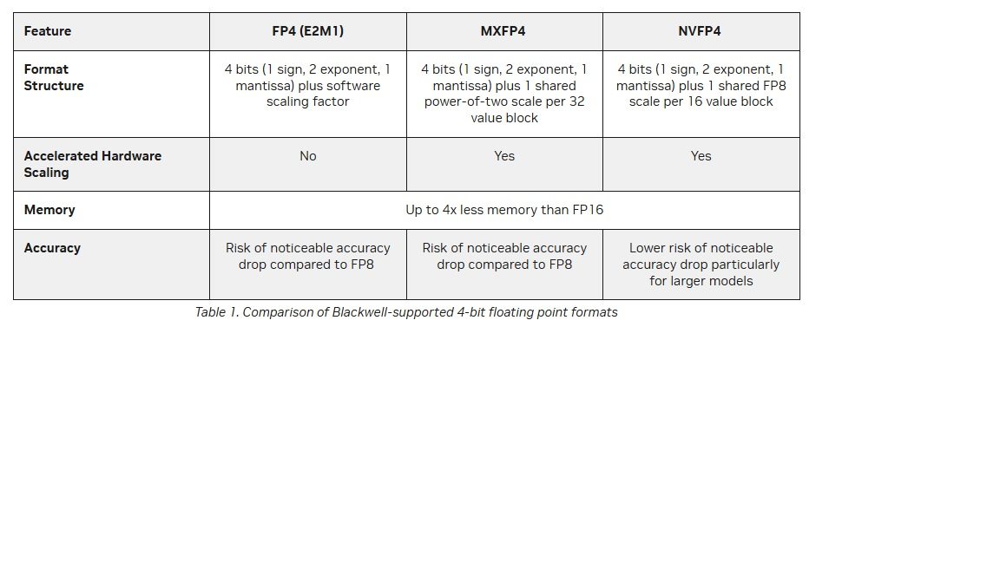 Feature FP4 (E2M1) MXFP4 NVFP4
Format
Structure
4 bits (1 sign, 2 exponent, 1
mantissa) plus software
scaling factor
4 bits (1 sign, 2 exponent, 1
mantissa) plus 1 shared
power-of-two scale per 32
value block
4 bits (1 sign, 2 exponent, 1
mantissa) plus 1 shared FP8
scale per 16 value block
Accelerated Hardware
Scaling
No
Yes
Yes
Memory
Up to 4x less memory than FP16
Accuracy
Risk of noticeable accuracy
drop compared to FP8
Risk of noticeable accuracy
drop compared to FP8
Lower risk of noticeable
accuracy drop particularly
for larger models
Table 1. Comparison of Blackwell-supported 4-bit floating point formats